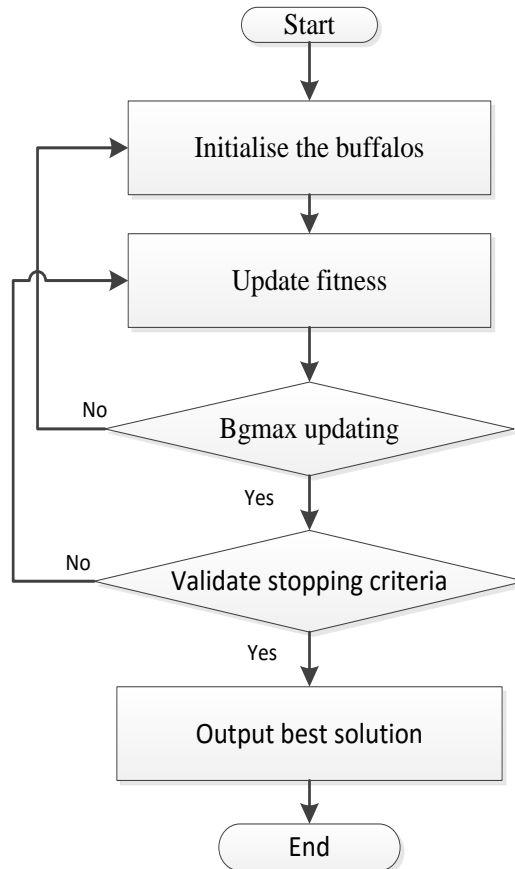 Start
Initialise the buffalos
Update fitness
No
Bgmax updating
Yes
No
Validate stopping criteria
Yes
Output best solution
End